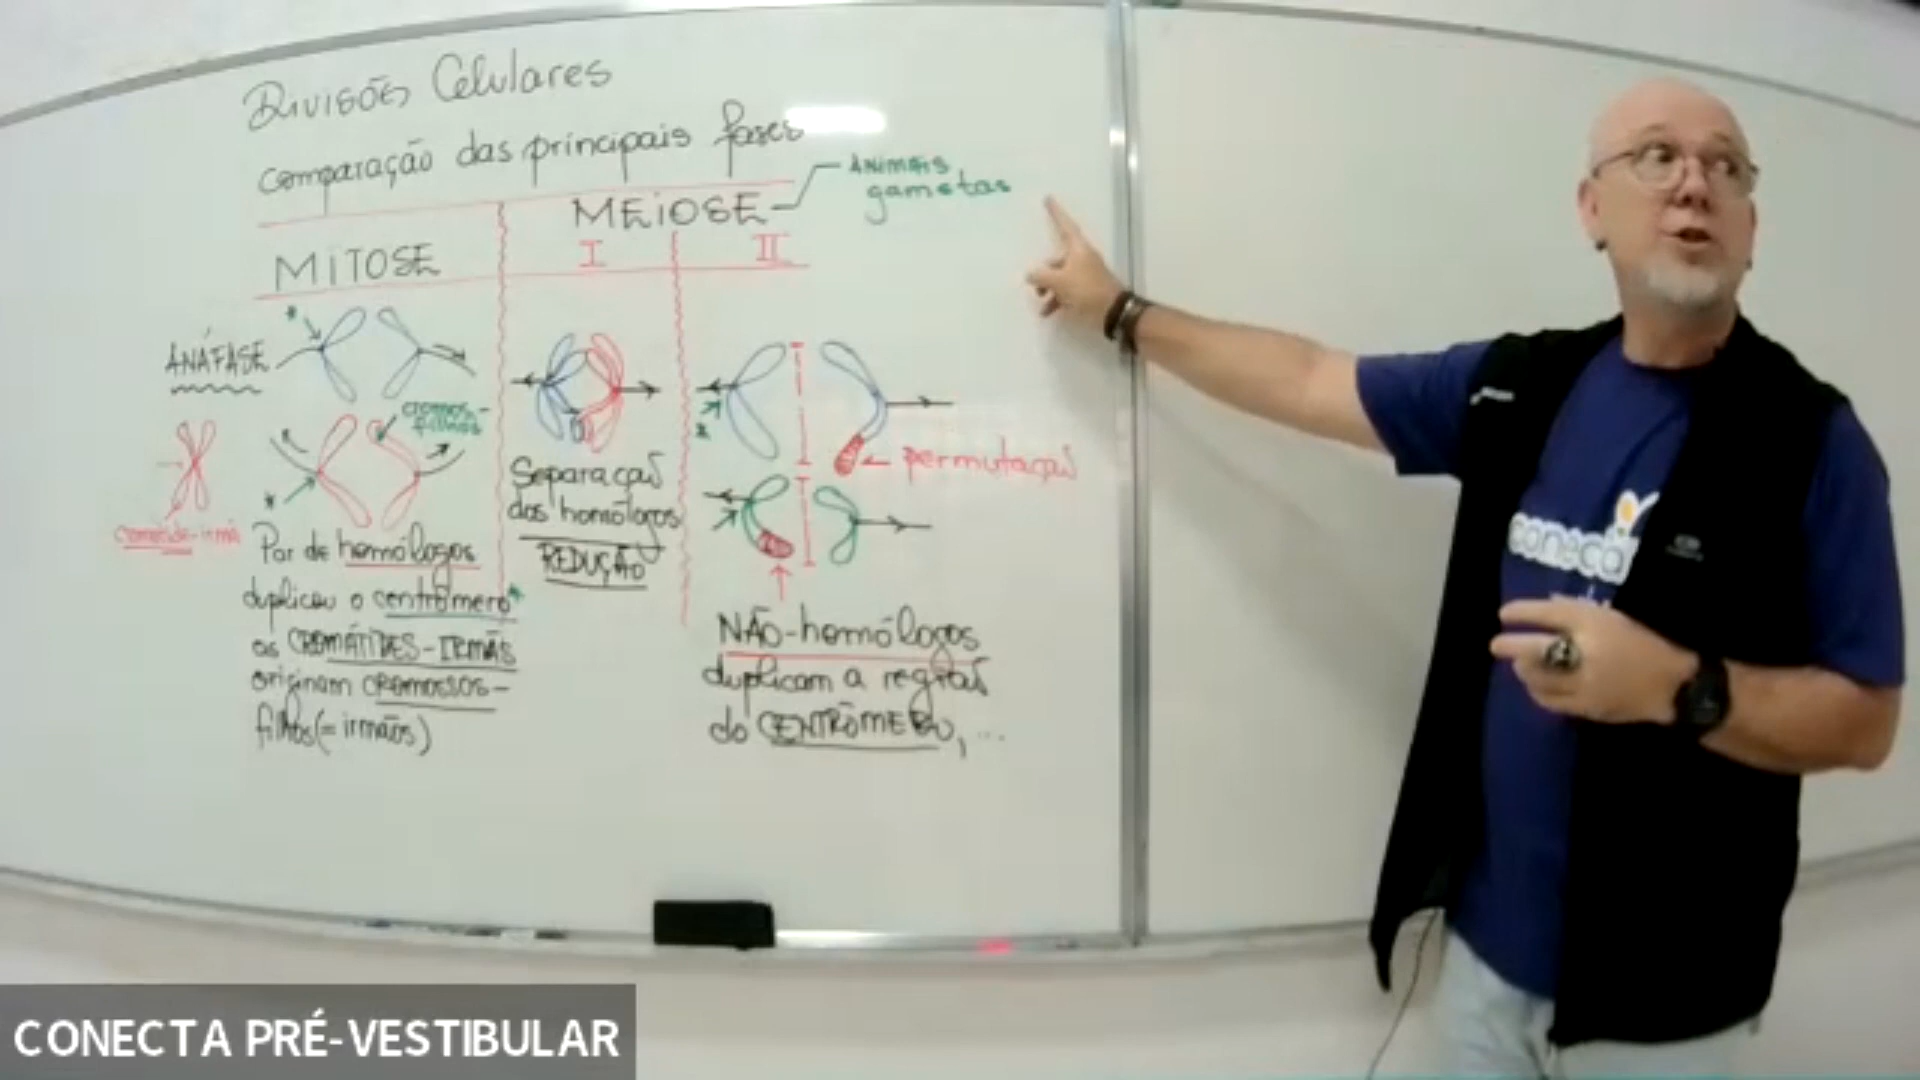 Divisões Celulares
comparação das principais fases
MITOSE
MEIOSE
I
II
ANIMAIS
gametas
ANÁFASE
*
cromos-
filhos
*
cromátide-irmã
Par de homólogos
duplicou o centrômero*
as CROMÁTIDES-IRMÃS
originam CROMOSSOS-
filhos (= irmãos)
Separação
dos homólogos
REDUÇÃO
permutação
NÃO-homólogos
duplicam a região
do CENTRÔMERO, ...
conecta
CONECTA PRÉ-VESTIBULAR